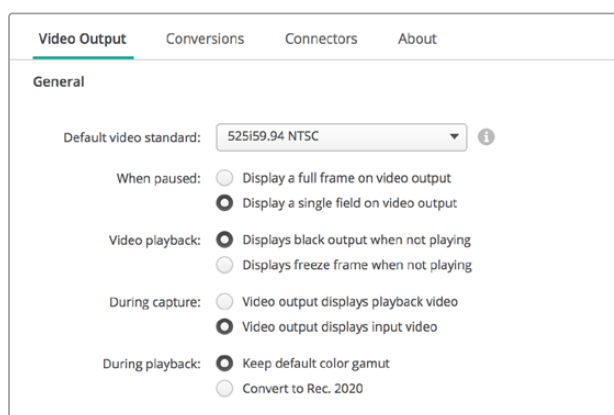 Video Output Conversions Connectors About
General
Default video standard: 525i59.94 NTSC
When paused: Display a full frame on video output
Display a single field on video output
Video playback: Displays black output when not playing
Displays freeze frame when not playing
During capture: Video output displays playback video
Video output displays input video
During playback: Keep default color gamut
Convert to Rec. 2020